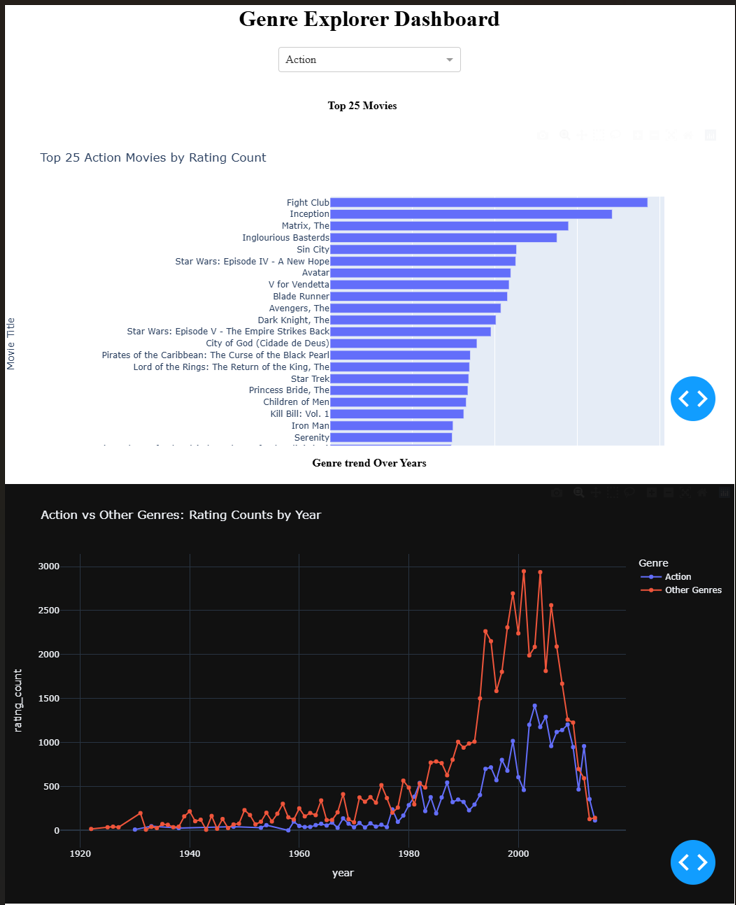 Genre Explorer Dashboard
Action
Top 25 Movies
Top 25 Action Movies by Rating Count
Movie Title
Fight Club
Inception
Matrix, The
Inglourious Basterds
Sin City
Star Wars: Episode IV - A New Hope
Avatar
V for Vendetta
Blade Runner
Avengers, The
Dark Knight, The
Star Wars: Episode V - The Empire Strikes Back
City of God (Cidade de Deus)
Pirates of the Caribbean: The Curse of the Black Pearl
Lord of the Rings: The Return of the King, The
Star Trek
Princess Bride, The
Children of Men
Kill Bill: Vol. 1
Iron Man
Serenity
Genre trend Over Years
Action vs Other Genres: Rating Counts by Year
Genre
Action
Other Genres
rating_count
3000
2500
2000
1500
1000
500
0
1920 1940 1960 1980 2000
year